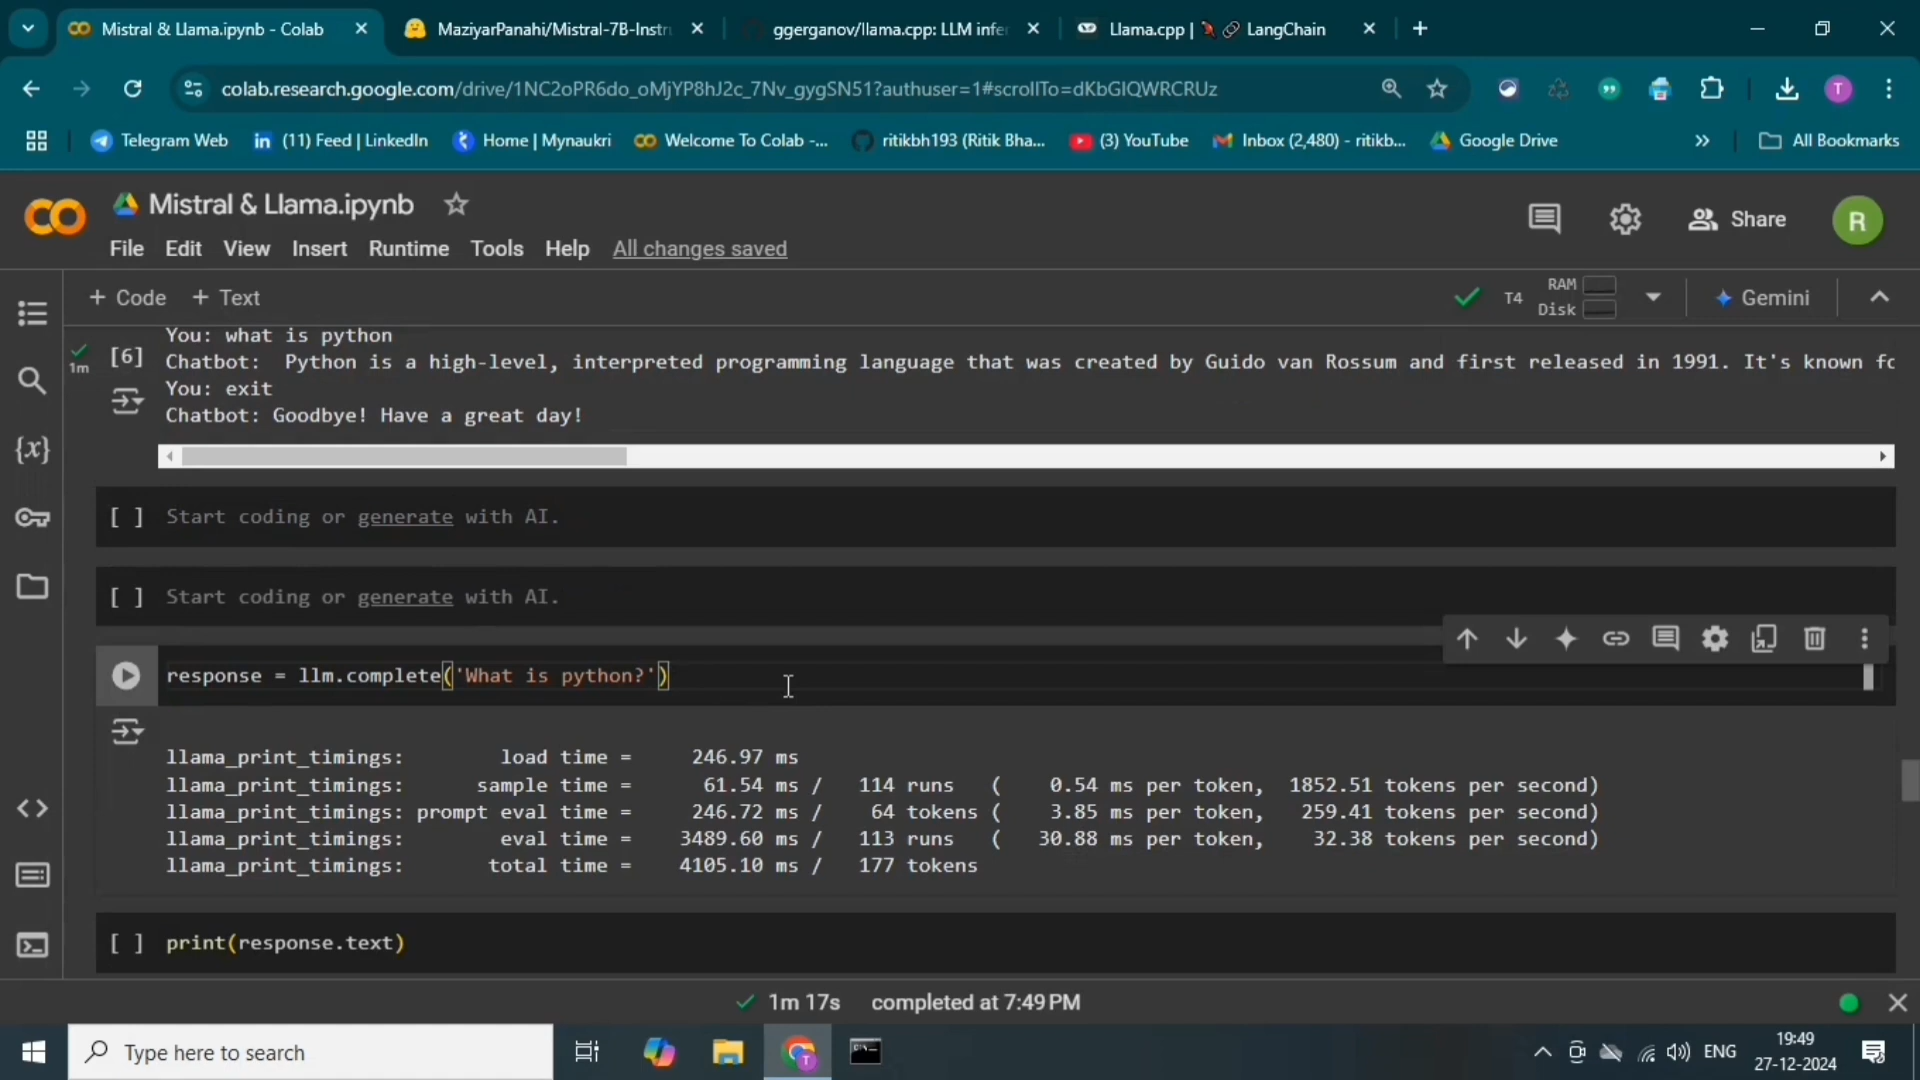 Mistral & Llama.ipynb - Colab
MaziyarPanahi/Mistral-7B-Instru
ggerganov/llama.cpp: LLM infer
Llama.cpp | LangChain
colab.research.google.com/drive/1NC2oPR6do_oMjYP8hJ2c_7Nv_gygSN51?authuser=1#scrollTo=dKbGIQWRCRUz
T
Telegram Web
(11) Feed | LinkedIn
Home | Mynaukri
Welcome To Colab -...
ritikbh193 (Ritik Bha...
(3) YouTube
Inbox (2,480) - ritikb...
Google Drive
All Bookmarks
Mistral & Llama.ipynb
File Edit View Insert Runtime Tools Help All changes saved
Share
R
+ Code + Text
T4 RAM
Disk
Gemini
You: what is python
1m [6] Chatbot:  Python is a high-level, interpreted programming language that was created by Guido van Rossum and first released in 1991. It's known fo
You: exit
Chatbot: Goodbye! Have a great day!
[ ] Start coding or generate with AI.
[ ] Start coding or generate with AI.
response = llm.complete('What is python?')
llama_print_timings:        load time =     246.97 ms
llama_print_timings:      sample time =      61.54 ms /   114 runs   (    0.54 ms per token,  1852.51 tokens per second)
llama_print_timings: prompt eval time =     246.72 ms /    64 tokens (    3.85 ms per token,   259.41 tokens per second)
llama_print_timings:        eval time =    3489.60 ms /   113 runs   (   30.88 ms per token,    32.38 tokens per second)
llama_print_timings:       total time =    4105.10 ms /   177 tokens
[ ] print(response.text)
1m 17s completed at 7:49 PM
Type here to search
T
ENG
19:49
27-12-2024